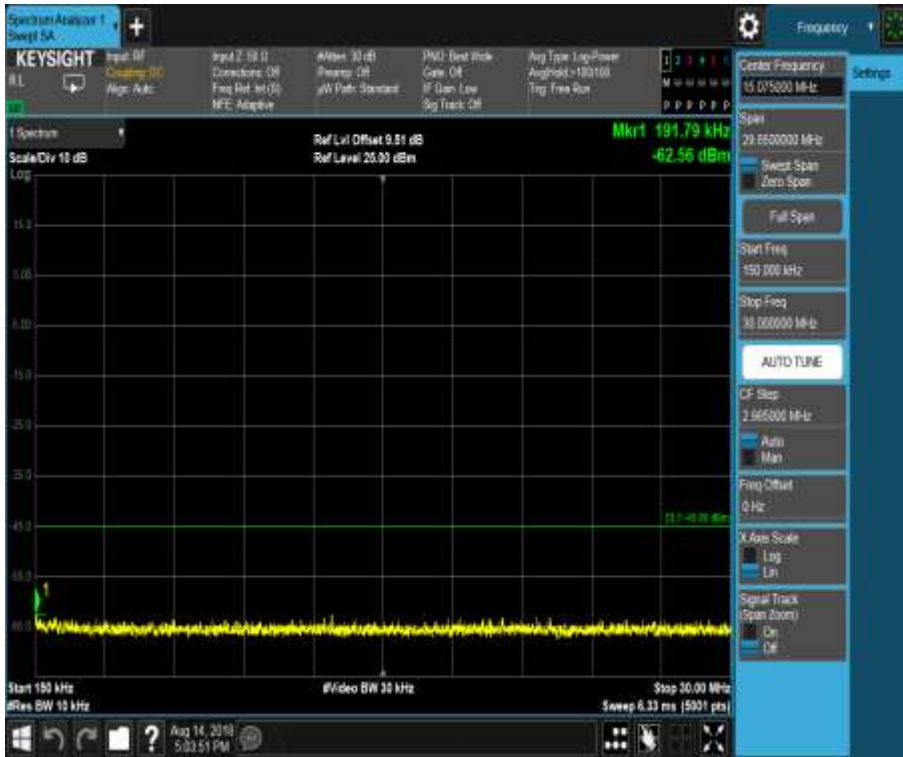 Spectrum Analyzer 1
Swept SA
Frequency
KEYSIGHT
Input: RF
Coupling: DC
Align: Auto
Input Z: 50 Ω
Corrections: Off
Freq Ref: Int (S)
NFE: Adaptive
#Atten: 30 dB
Preamp: Off
µW Path: Standard
PNO: Best Wide
Gate: Off
IF Gain: Low
Sig Track: Off
Avg Type: Log-Power
Avg|Hold:>100/100
Trig: Free Run
1 2 3 4 5 6
P P P P P P
1 Spectrum
Scale/Div 10 dB
Log
Ref Lvl Offset 9.51 dB
Ref Level 25.00 dBm
Mkr1 191.79 kHz
-62.56 dBm
15.0
5.00
-5.00
-15.0
-25.0
-35.0
-45.0
-55.0
-65.0
1
Start 150 kHz
#Res BW 10 kHz
#Video BW 30 kHz
Stop 30.00 MHz
Sweep 6.33 ms (5001 pts)
Aug 14, 2018
5:03:51 PM
Center Frequency
15.075000 MHz
Settings
Span
29.8500000 MHz
Swept Span
Zero Span
Full Span
Start Freq
150.000 kHz
Stop Freq
30.000000 MHz
AUTO TUNE
CF Step
2.985000 MHz
Auto
Man
Freq Offset
0 Hz
X Axis Scale
Log
Lin
Signal Track
(Span Zoom)
On
Off